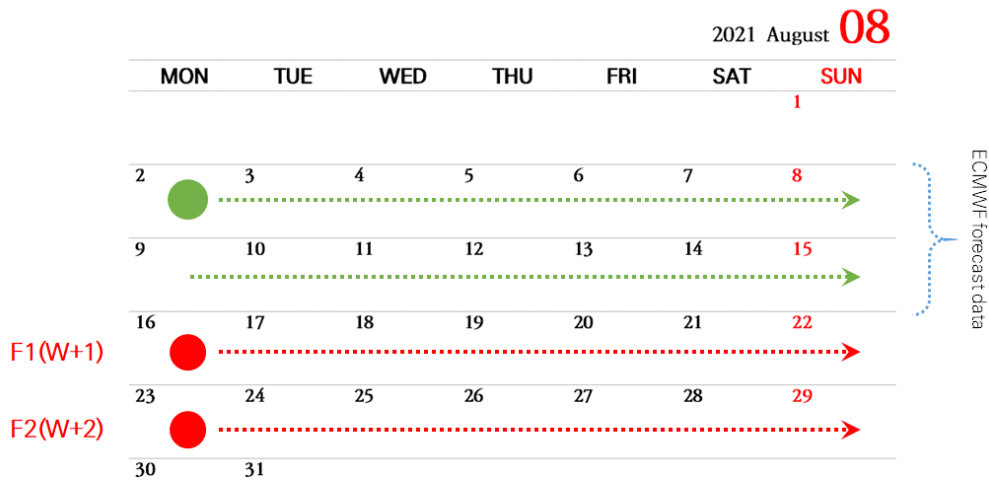 2021 August 08
MON TUE WED THU FRI SAT SUN
1
2 3 4 5 6 7 8
9 10 11 12 13 14 15
ECMWF forecast data
16 17 18 19 20 21 22
F1(W+1)
23 24 25 26 27 28 29
F2(W+2)
30 31